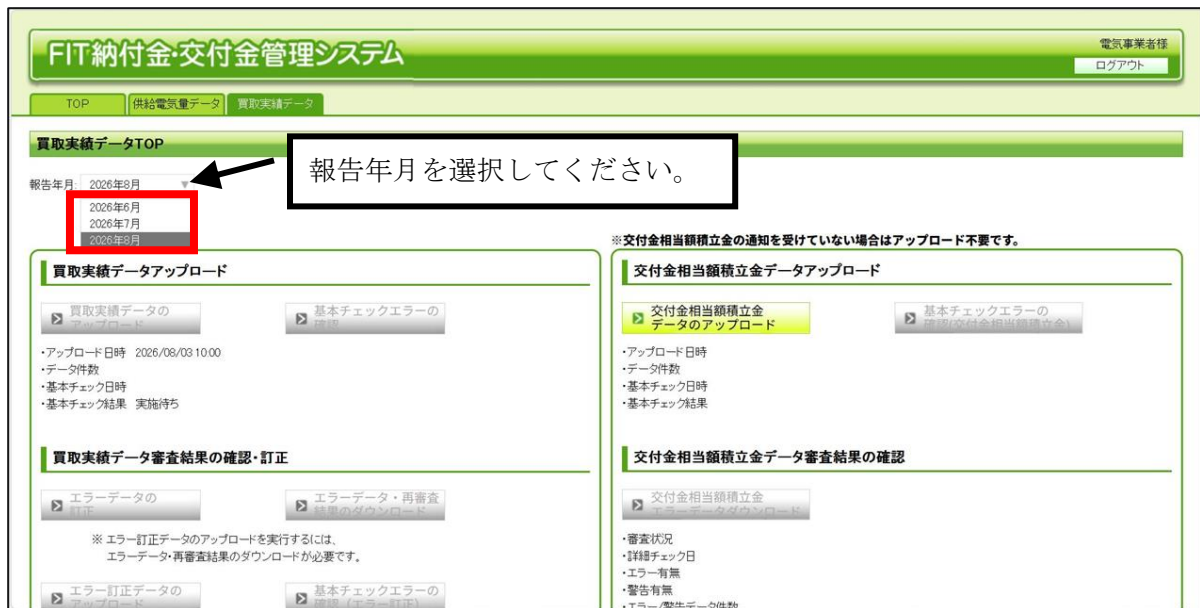 FIT納付金・交付金管理システム
電気事業者様
ログアウト
TOP
供給電気量データ
買取実績データ
買取実績データTOP
報告年月を選択してください。
報告年月: 2026年8月
2026年6月
2026年7月
2026年8月
※交付金相当額積立金の通知を受けていない場合はアップロード不要です。
買取実績データアップロード
買取実績データの
アップロード
基本チェックエラーの
確認
・アップロード日時 2026/08/03 10:00
・データ件数
・基本チェック日時
・基本チェック結果 実施待ち
買取実績データ審査結果の確認・訂正
エラーデータの
訂正
エラーデータ・再審査
結果のダウンロード
※ エラー訂正データのアップロードを実行するには、
エラーデータ・再審査結果のダウンロードが必要です。
エラー訂正データの
アップロード
基本チェックエラーの
確認（エラー訂正）
交付金相当額積立金データアップロード
交付金相当額積立金
データのアップロード
基本チェックエラーの
確認(交付金相当額積立金)
・アップロード日時
・データ件数
・基本チェック日時
・基本チェック結果
交付金相当額積立金データ審査結果の確認
交付金相当額積立金
エラーデータダウンロード
・審査状況
・詳細チェック日
・エラー有無
・警告有無
・エラー/警告データ件数